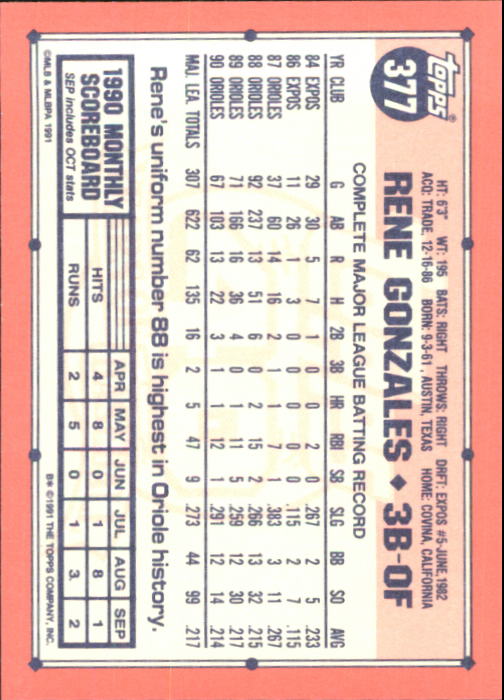 TOPPS®
377
HT: 6'3" WT: 195 BATS: RIGHT THROWS: RIGHT DRFT: EXPOS #5-JUNE, 1982
ACQ: TRADE, 12-16-86 BORN: 9-3-61, AUSTIN, TEXAS HOME: COVINA, CALIFORNIA
RENE GONZALES ◆ 3B-OF
COMPLETE MAJOR LEAGUE BATTING RECORD
YR CLUB G AB R H 2B 3B HR RBI SB SLG BB SO AVG
84 EXPOS 29 30 5 7 1 0 0 2 0 .267 2 5 .233
86 EXPOS 11 26 1 3 0 0 0 0 0 .115 2 7 .115
87 ORIOLES 37 60 14 16 2 1 1 7 1 .383 3 11 .267
88 ORIOLES 92 237 13 51 6 0 2 15 2 .266 13 32 .215
89 ORIOLES 71 166 16 36 4 0 1 11 5 .259 12 30 .217
90 ORIOLES 67 103 13 22 3 1 1 12 1 .291 12 14 .214
MAJ. LEA. TOTALS 307 622 62 135 16 2 5 47 9 .273 44 99 .217
Rene's uniform number 88 is highest in Oriole history.
1990 MONTHLY
SCOREBOARD
SEP includes OCT stats
APR MAY JUN JUL AUG SEP
HITS 4 8 0 1 8 1
RUNS 2 5 0 1 3 2
©MLB & MLBPA 1991
B* ©1991 THE TOPPS COMPANY, INC.